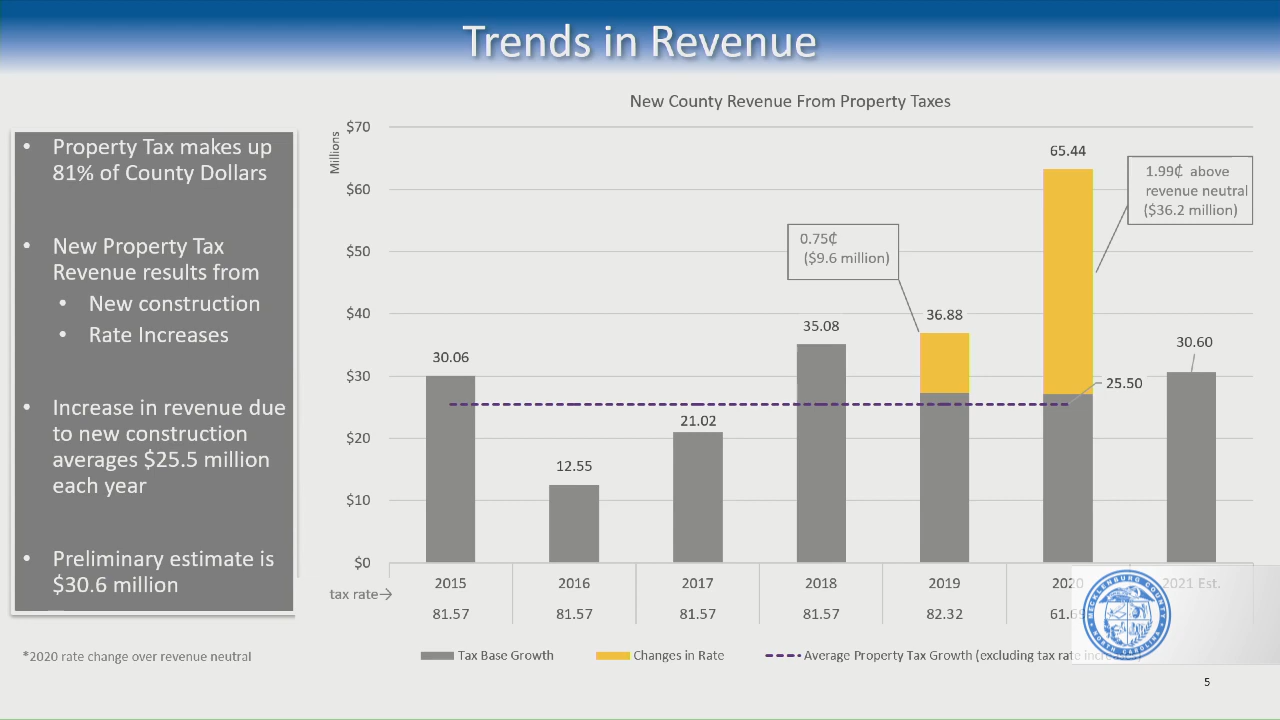 Trends in Revenue
• Property Tax makes up
81% of County Dollars
• New Property Tax
Revenue results from
• New construction
• Rate Increases
• Increase in revenue due
to new construction
averages $25.5 million
each year
• Preliminary estimate is
$30.6 million
*2020 rate change over revenue neutral
New County Revenue From Property Taxes
Millions
$70
$60
$50
$40
$30
$20
$10
$0
30.06
12.55
21.02
35.08
36.88
65.44
30.60
25.50
0.75₵
($9.6 million)
1.99₵ above
revenue neutral
($36.2 million)
2015 2016 2017 2018 2019 2020 2021 Est.
tax rate→
81.57 81.57 81.57 81.57 82.32
Tax Base Growth
Changes in Rate
Average Property Tax Growth (excluding tax rate increases)
MECKLENBURG COUNTY
NORTH CAROLINA
5